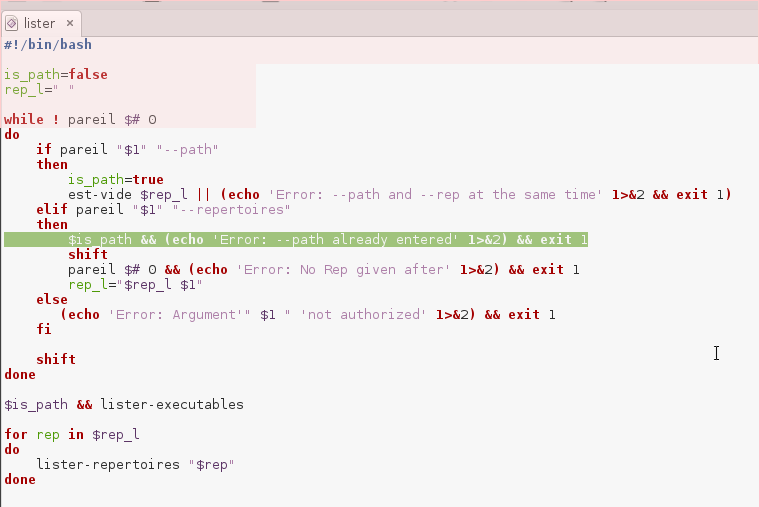 lister ×
#!/bin/bash
is_path=false
rep_l=" "
while ! pareil $# 0
do
    if pareil "$1" "--path"
    then
        is_path=true
        est-vide $rep_l || (echo 'Error: --path and --rep at the same time' 1>&2 && exit 1)
    elif pareil "$1" "--repertoires"
    then
        $is_path && (echo 'Error: --path already entered' 1>&2) && exit 1
        shift
        pareil $# 0 && (echo 'Error: No Rep given after' 1>&2) && exit 1
        rep_l="$rep_l $1"
    else
       (echo 'Error: Argument'" $1 " 'not authorized' 1>&2) && exit 1
    fi
    shift
done
$is_path && lister-executables
for rep in $rep_l
do
    lister-repertoires "$rep"
done